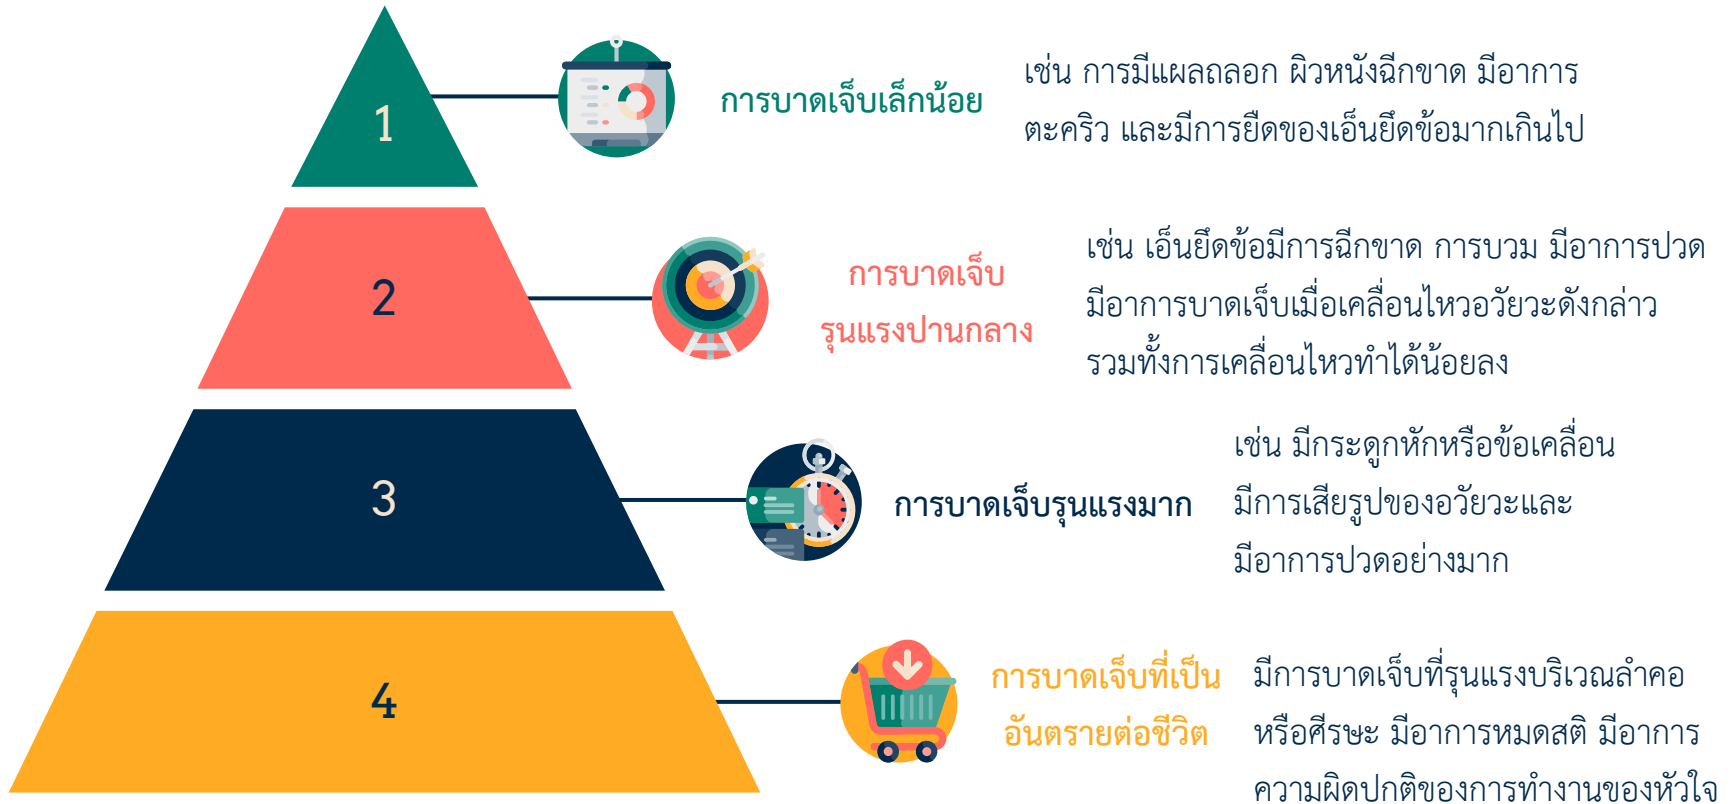 1
การบาดเจ็บเล็กน้อย
เช่น การมีแผลถลอก ผิวหนังฉีกขาด มีอาการ
ตะคริว และมีการยืดของเอ็นยึดข้อมากเกินไป
2
การบาดเจ็บ
รุนแรงปานกลาง
เช่น เอ็นยึดข้อมีการฉีกขาด การบวม มีอาการปวด
มีอาการบาดเจ็บเมื่อเคลื่อนไหวอวัยวะดังกล่าว
รวมทั้งการเคลื่อนไหวทำได้น้อยลง
3
การบาดเจ็บรุนแรงมาก
เช่น มีกระดูกหักหรือข้อเคลื่อน
มีการเสียรูปของอวัยวะและ
มีอาการปวดอย่างมาก
4
การบาดเจ็บที่เป็น
อันตรายต่อชีวิต
มีการบาดเจ็บที่รุนแรงบริเวณลำคอ
หรือศีรษะ มีอาการหมดสติ มีอาการ
ความผิดปกติของการทำงานของหัวใจ